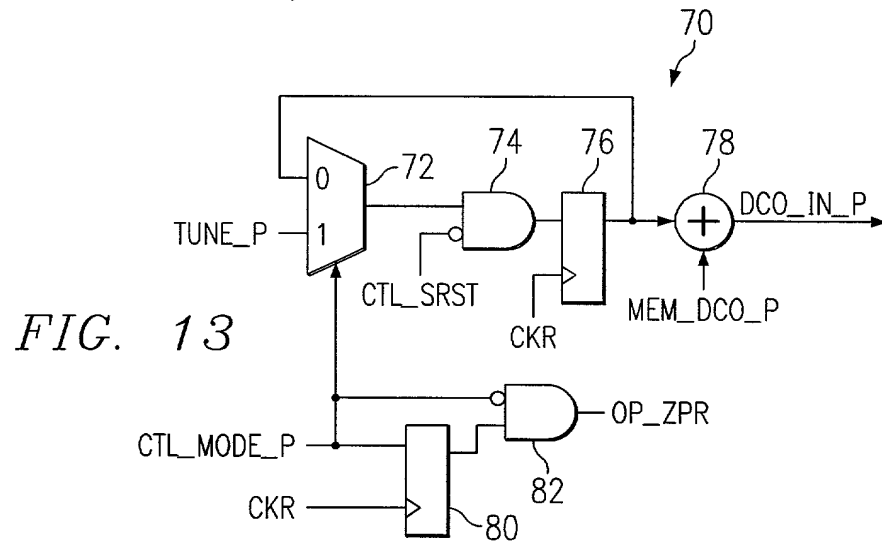 70
72
74
76
78
0
1
TUNE_P
CTL_SRST
CKR
DCO_IN_P
MEM_DCO_P
FIG. 13
CTL_MODE_P
OP_ZPR
82
CKR
80